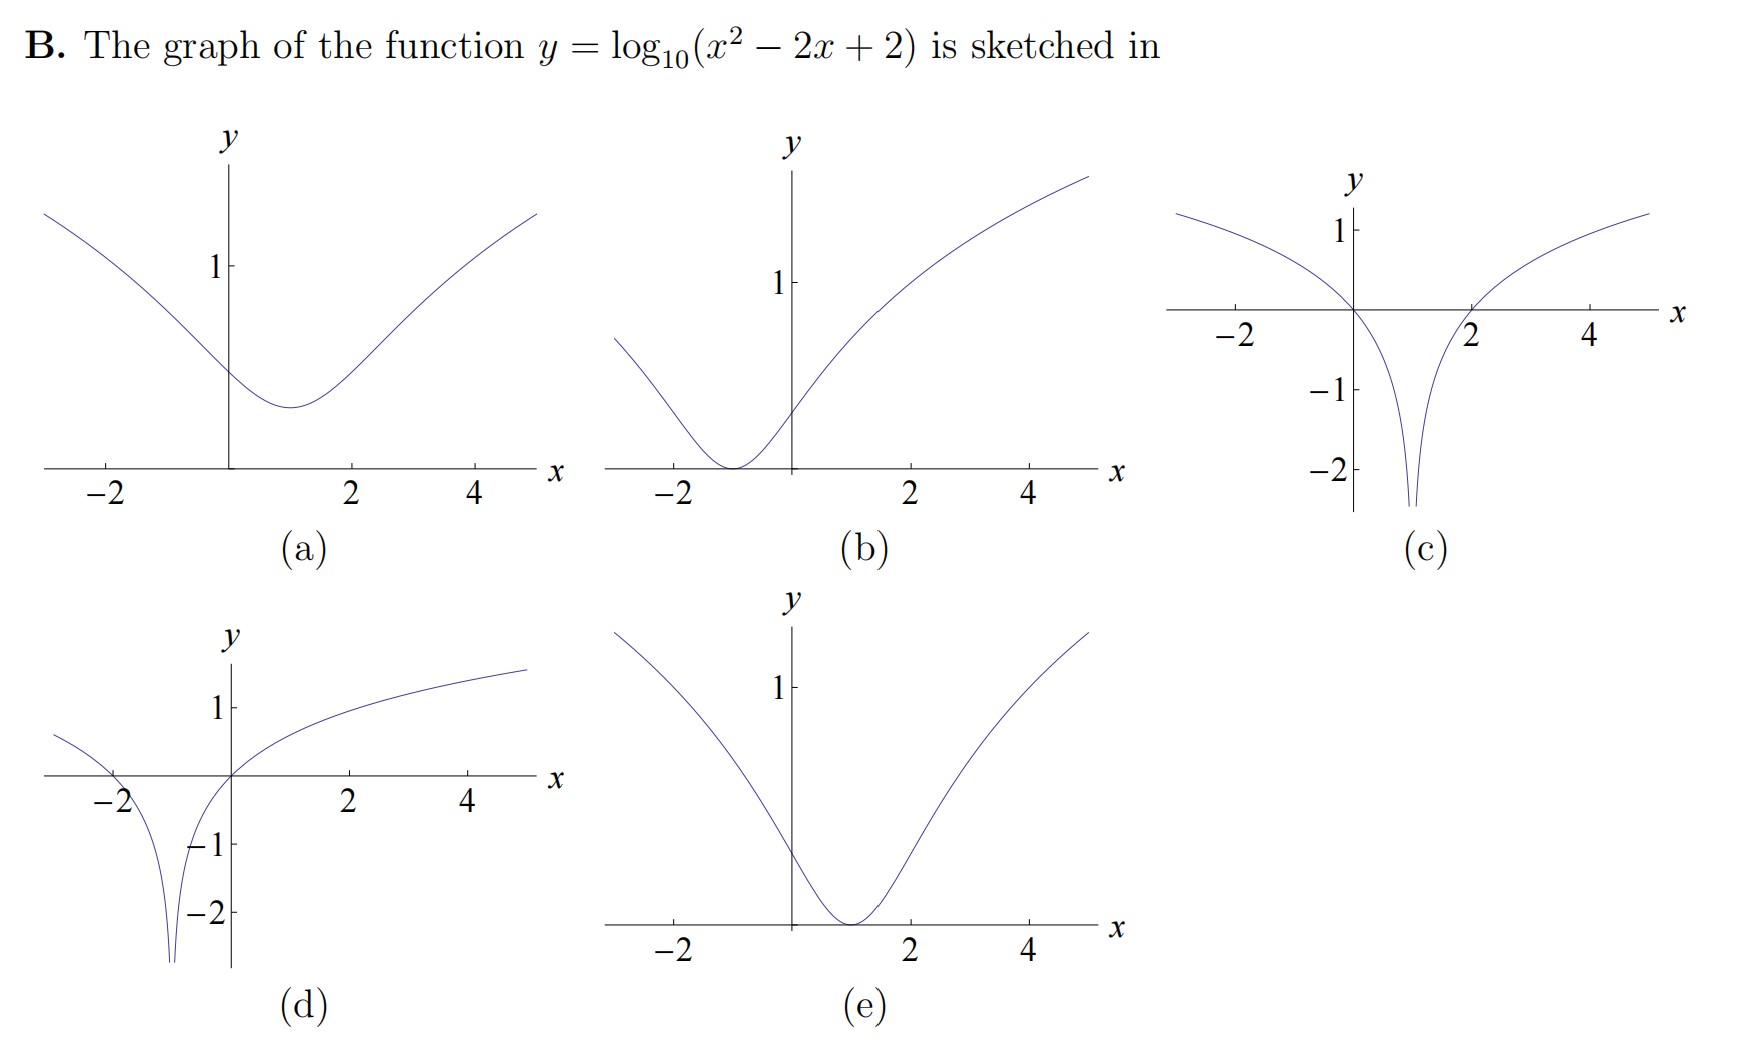 B. The graph of the function y = log₁₀(x² − 2x + 2) is sketched in
y
1
−2 2 4 x
(a)
y
1
−2 2 4 x
(b)
y
1
−2 2 4 x
−1
−2
(c)
y
1
−2 2 4 x
−1
−2
(d)
y
1
−2 2 4 x
(e)